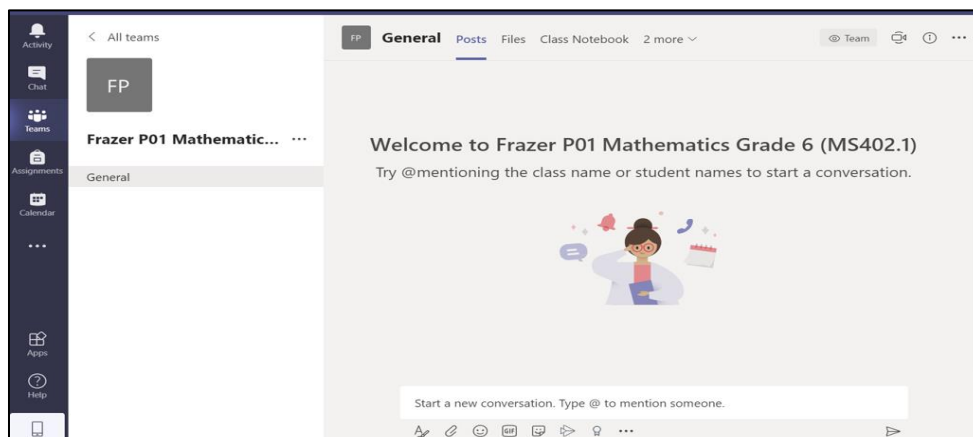 Activity
Chat
Teams
Assignments
Calendar
Apps
Help
< All teams
FP
Frazer P01 Mathematic... ...
General
FP General Posts Files Class Notebook 2 more Team ...
Welcome to Frazer P01 Mathematics Grade 6 (MS402.1)
Try @mentioning the class name or student names to start a conversation.
Start a new conversation. Type @ to mention someone.
GIF ...